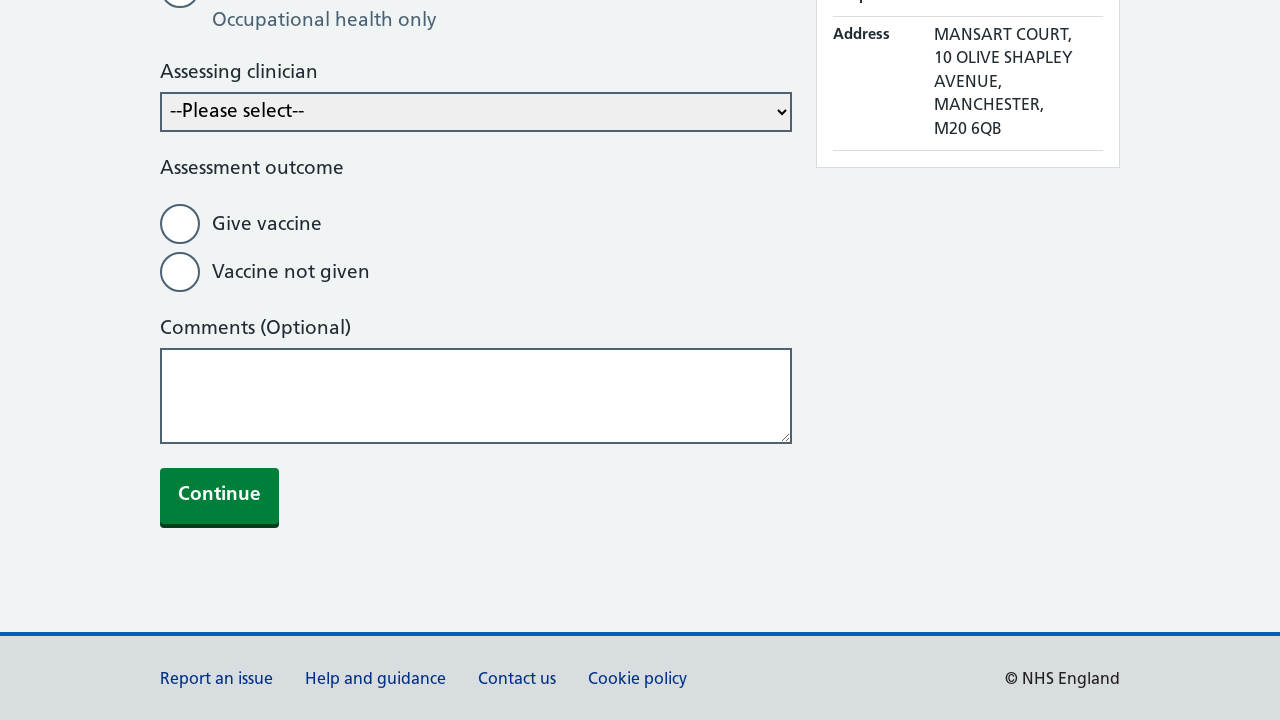 Occupational health only
Assessing clinician
--Please select--
Assessment outcome
Give vaccine
Vaccine not given
Comments (Optional)
Continue
Address
MANSART COURT,
10 OLIVE SHAPLEY
AVENUE,
MANCHESTER,
M20 6QB
Report an issue
Help and guidance
Contact us
Cookie policy
© NHS England